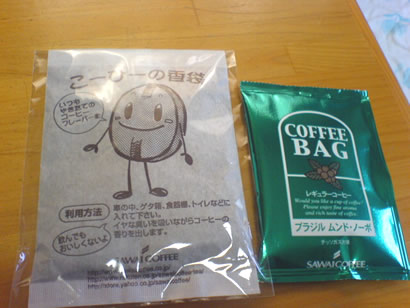 こーひーの香袋
いつも
やきたての
コーヒー
フレーバーを
利用方法
車の中、ゲタ箱、食器棚、トイレなどに
入れて下さい。
イヤな臭いを吸いながらコーヒーの
香りを出します。
飲んでも
おいしくないよ
SAWAI COFFEE
COFFEE
BAG
レギュラーコーヒー
Would you like a cup of coffee?
Please enjoy fine aroma
and rich taste of coffee.
ブラジル ムンド・ノーボ
SAWAI COFFEE